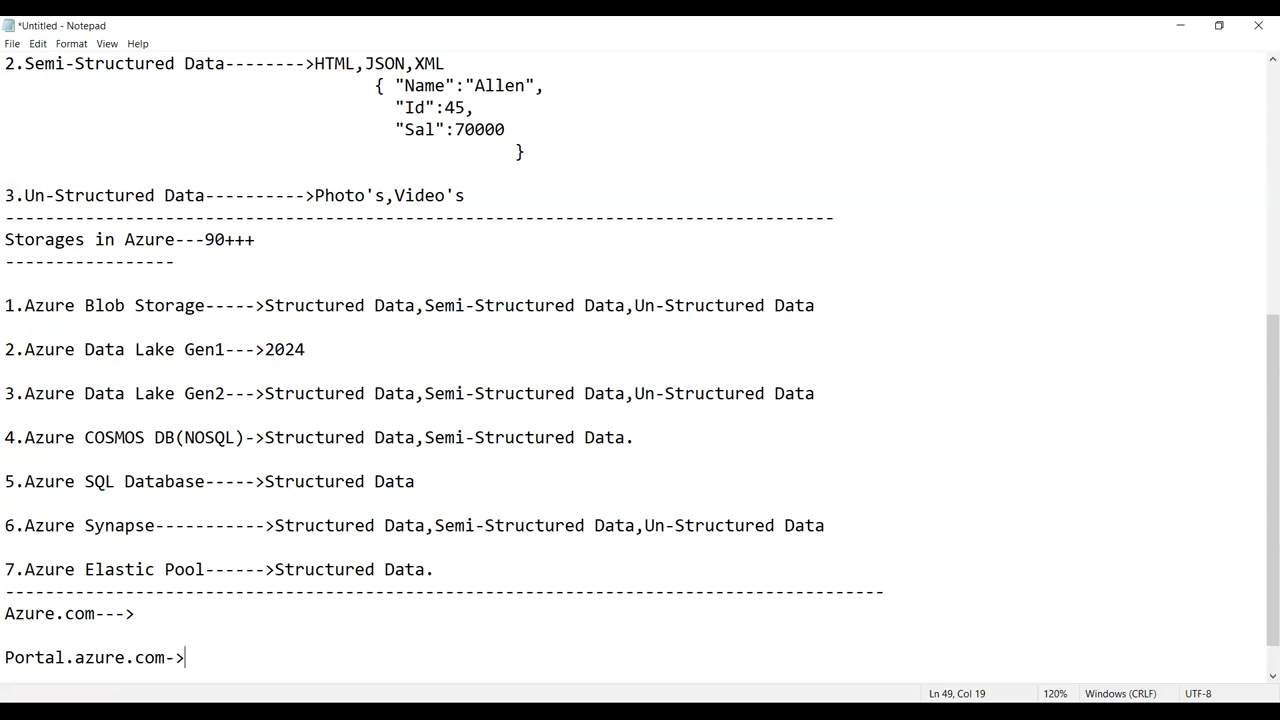 *Untitled - Notepad
File Edit Format View Help
2.Semi-Structured Data-------->HTML,JSON,XML
{ "Name":"Allen",
"Id":45,
"Sal":70000
}
3.Un-Structured Data---------->Photo's,Video's
-----------------------------------------------------------------------------------
Storages in Azure---90+++
-----------------
1.Azure Blob Storage----->Structured Data,Semi-Structured Data,Un-Structured Data
2.Azure Data Lake Gen1--->2024
3.Azure Data Lake Gen2--->Structured Data,Semi-Structured Data,Un-Structured Data
4.Azure COSMOS DB(NOSQL)->Structured Data,Semi-Structured Data.
5.Azure SQL Database----->Structured Data
6.Azure Synapse----------->Structured Data,Semi-Structured Data,Un-Structured Data
7.Azure Elastic Pool------>Structured Data.
----------------------------------------------------------------------------------------
Azure.com--->
Portal.azure.com->
Ln 49, Col 19 120% Windows (CRLF) UTF-8